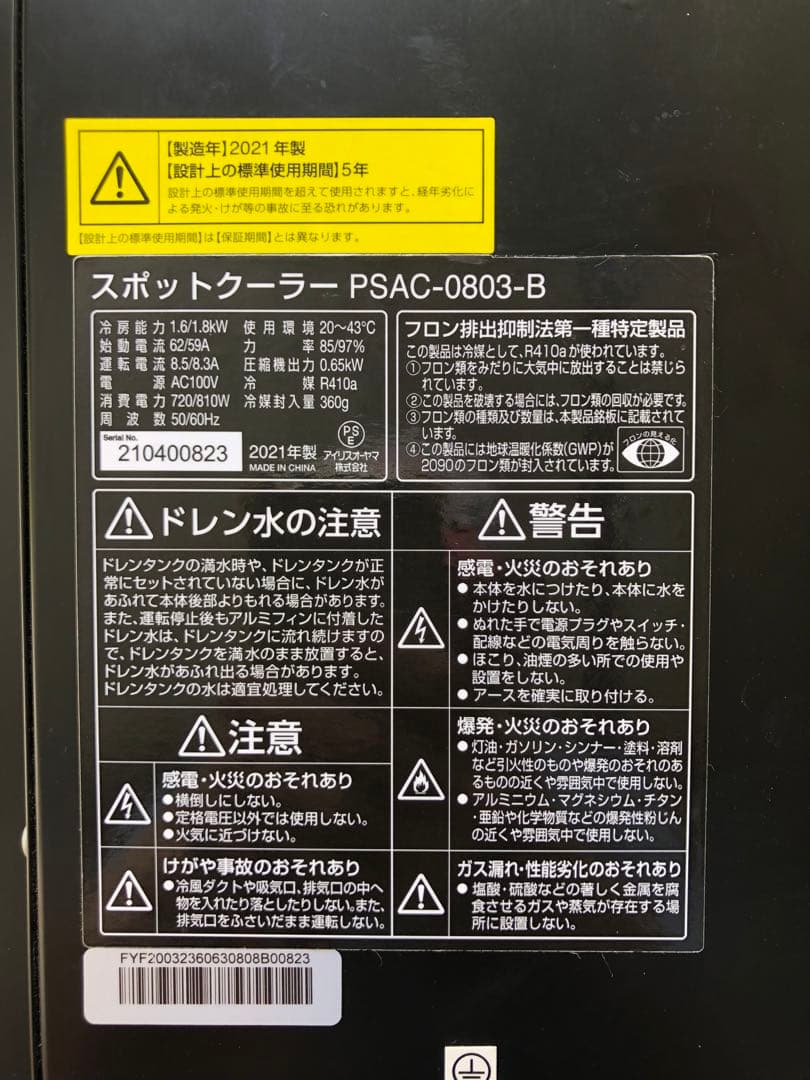 【製造年】2021年製
【設計上の標準使用期間】5年
設計上の標準使用期間を超えて使用されますと、経年劣化に
よる発火・けが等の事故に至る恐れがあります。
【設計上の標準使用期間】は【保証期間】とは異なります。
スポットクーラー PSAC-0803-B
冷房能力 1.6/1.8kW 使用環境 20～43℃
始動電流 62/59A 力率 85/97%
運転電流 8.5/8.3A 圧縮機出力 0.65kW
電源 AC100V 冷媒 R410a
消費電力 720/810W 冷媒封入量 360g
周波数 50/60Hz
Serial No.
210400823
2021年製
MADE IN CHINA
PS
E
アイリスオーヤマ
株式会社
フロン排出抑制法第一種特定製品
この製品は冷媒として、R410aが使われています。
①フロン類をみだりに大気中に放出することは禁じら
れています。
②この製品を破壊する場合には、フロン類の回収が必要です。
③フロン類の種類及び数量は、本製品銘板に記載されて
います。
④この製品には地球温暖化係数(GWP)が
2090のフロン類が封入されています。
フロンの見える化
ドレン水の注意
ドレンタンクの満水時や、ドレンタンクが正
常にセットされていない場合に、ドレン水が
あふれて本体後部よりもれる場合があります。
また、運転停止後もアルミフィンに付着した
ドレン水は、ドレンタンクに流れ続けますの
で、ドレンタンクを満水のまま放置すると、
ドレン水があふれ出る場合があります。
ドレンタンクの水は適宜処理してください。
注意
感電・火災のおそれあり
●横倒しにしない。
●定格電圧以外では使用しない。
●火気に近づけない。
けがや事故のおそれあり
●冷風ダクトや吸気口、排気口の中へ
物を入れたり落としたりしない。また、
排気口をふさいだまま運転しない。
警告
感電・火災のおそれあり
●本体を水につけたり、本体に水を
かけたりしない。
●ぬれた手で電源プラグやスイッチ・
配線などの電気周りを触らない。
●ほこり、油煙の多い所での使用や
設置をしない。
●アースを確実に取り付ける。
爆発・火災のおそれあり
●灯油・ガソリン・シンナー・塗料・溶剤
など引火性のものや爆発のおそれのあ
るものの近くや雰囲気中で使用しない。
●アルミニウム・マグネシウム・チタン
・亜鉛や化学物質などの爆発性粉じん
の近くや雰囲気中で使用しない。
ガス漏れ・性能劣化のおそれあり
●塩酸・硫酸などの著しく金属を腐
食させるガスや蒸気が存在する場
所に設置しない。
FYF20032360630808B00823